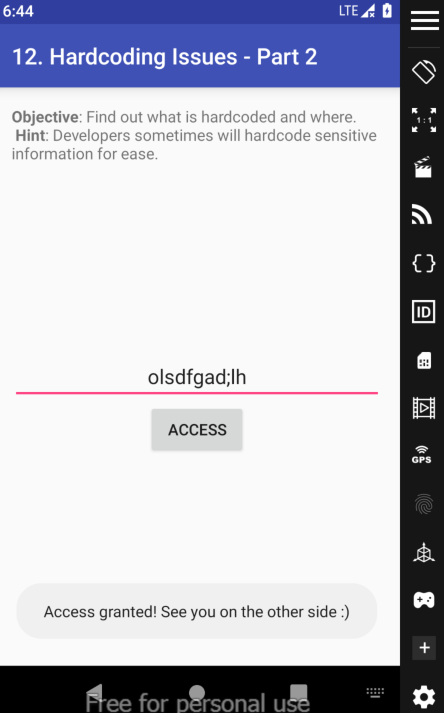 6:44 LTE
12. Hardcoding Issues - Part 2
Objective: Find out what is hardcoded and where.
Hint: Developers sometimes will hardcode sensitive
information for ease.
olsdfgad;lh
ACCESS
Access granted! See you on the other side :)
Free for personal use
1:1
ID
GPS